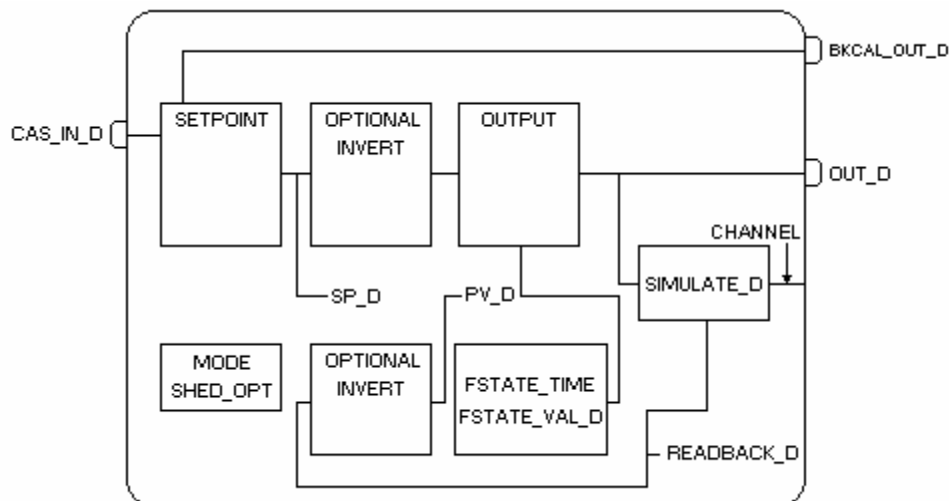 BKCAL_OUT_D
CAS_IN_D
SETPOINT
OPTIONAL
INVERT
OUTPUT
OUT_D
CHANNEL
SIMULATE_D
SP_D
PV_D
MODE
SHED_OPT
OPTIONAL
INVERT
FSTATE_TIME
FSTATE_VAL_D
READBACK_D